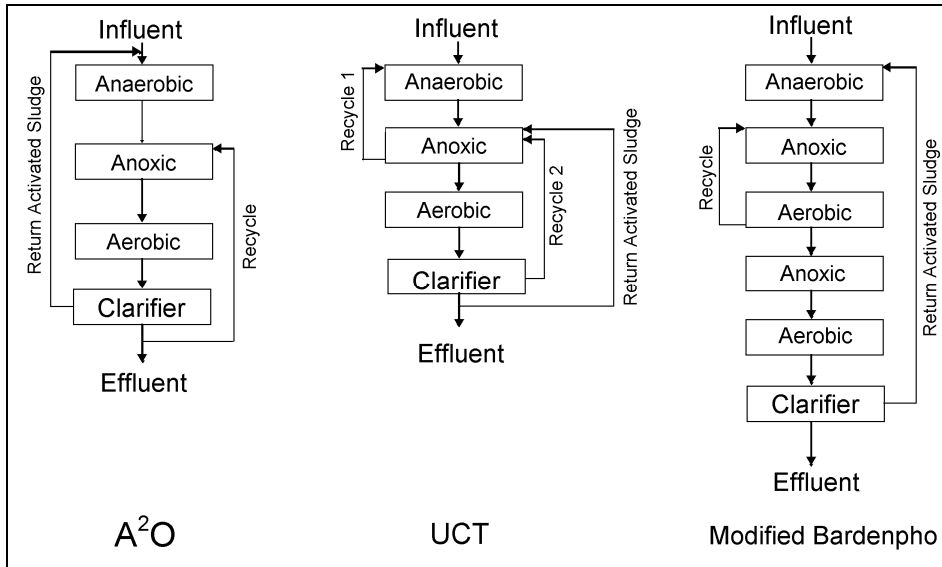 Influent
Anaerobic
Anoxic
Aerobic
Clarifier
Effluent
Return Activated Sludge
Recycle
A²O
Influent
Anaerobic
Anoxic
Aerobic
Clarifier
Effluent
Recycle 1
Recycle 2
Return Activated Sludge
UCT
Influent
Anaerobic
Anoxic
Aerobic
Anoxic
Aerobic
Clarifier
Effluent
Recycle
Return Activated Sludge
Modified Bardenpho